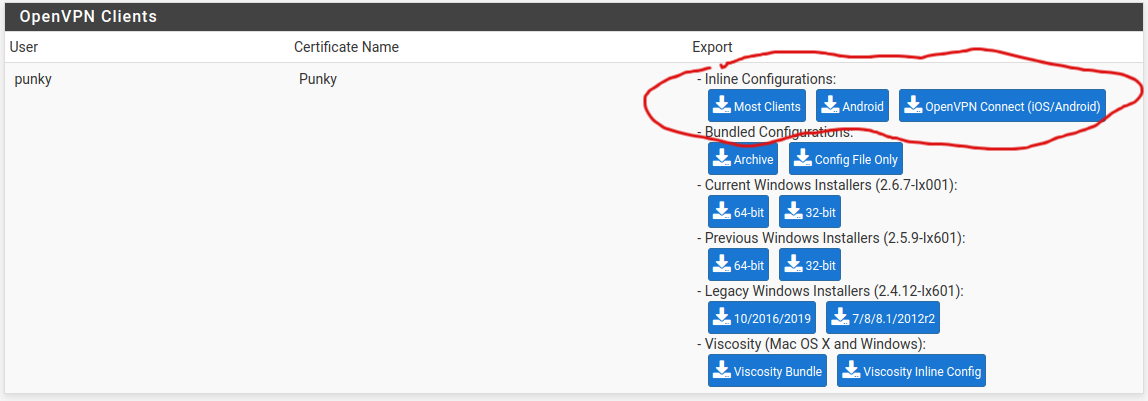 OpenVPN Clients
User Certificate Name Export
punky Punky - Inline Configurations:
Most Clients Android OpenVPN Connect (iOS/Android)
- Bundled Configurations:
Archive Config File Only
- Current Windows Installers (2.6.7-Ix001):
64-bit 32-bit
- Previous Windows Installers (2.5.9-Ix601):
64-bit 32-bit
- Legacy Windows Installers (2.4.12-Ix601):
10/2016/2019 7/8/8.1/2012r2
- Viscosity (Mac OS X and Windows):
Viscosity Bundle Viscosity Inline Config